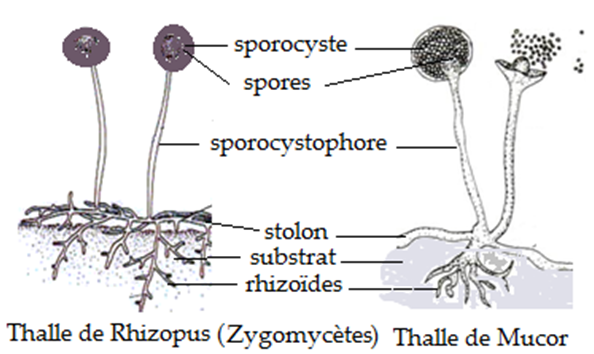 sporocyste
spores
sporocystophore
stolon
substrat
rhizoïdes
Thalle de Rhizopus (Zygomycètes) Thalle de Mucor